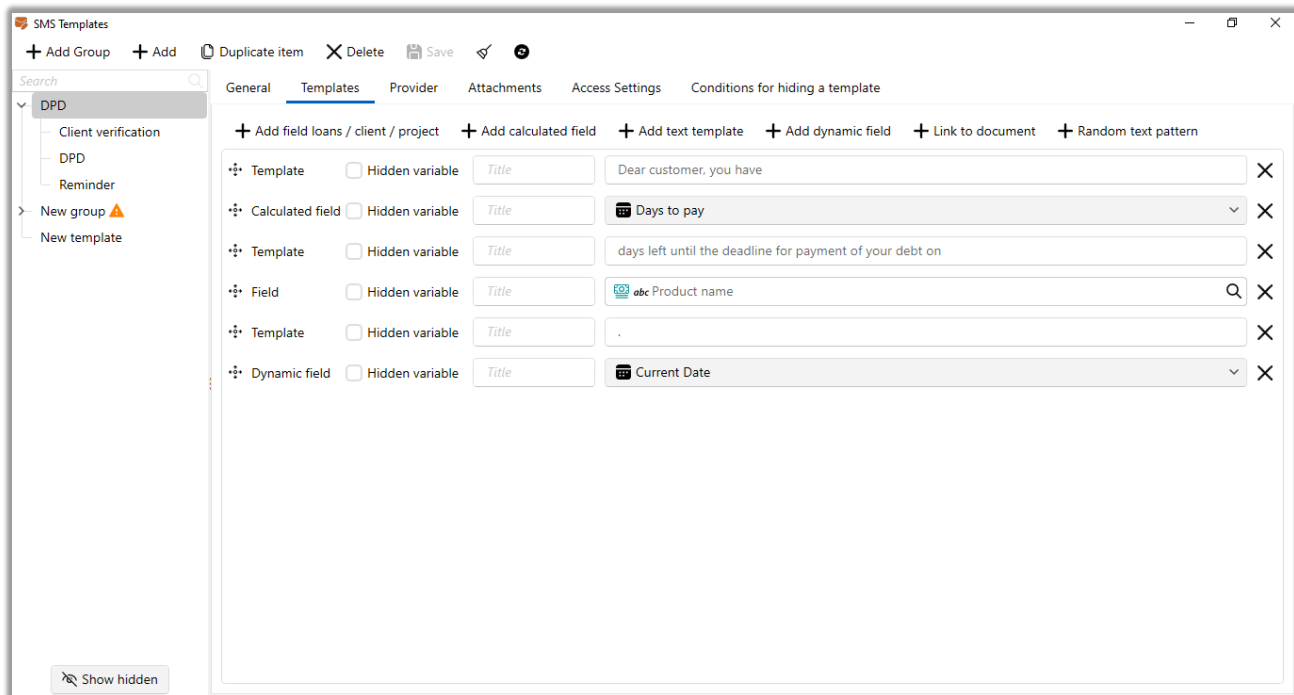 SMS Templates
Add Group Add Duplicate item Delete Save
Search
General Templates Provider Attachments Access Settings Conditions for hiding a template
DPD
Client verification
DPD
Reminder
New group
New template
Add field loans / client / project Add calculated field Add text template Add dynamic field Link to document Random text pattern
Template Hidden variable Title Dear customer, you have
Calculated field Hidden variable Title Days to pay
Template Hidden variable Title days left until the deadline for payment of your debt on
Field Hidden variable Title abc Product name
Template Hidden variable Title .
Dynamic field Hidden variable Title Current Date
Show hidden